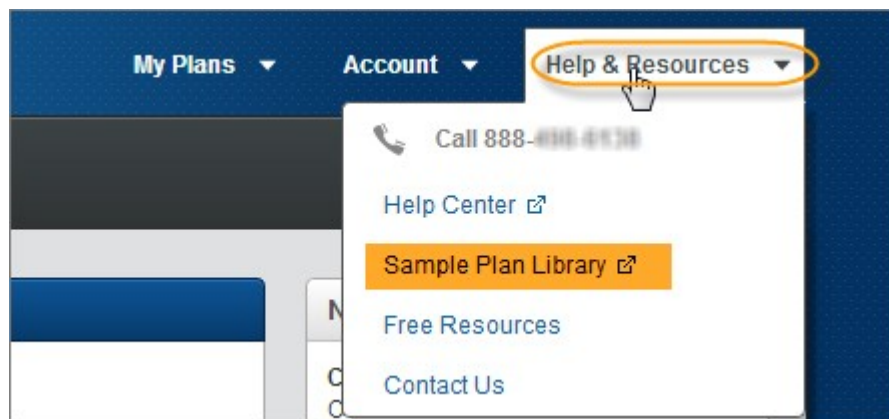 My Plans
Account
Help & Resources
Call 888-
Help Center
Sample Plan Library
N
Free Resources
C
Contact Us